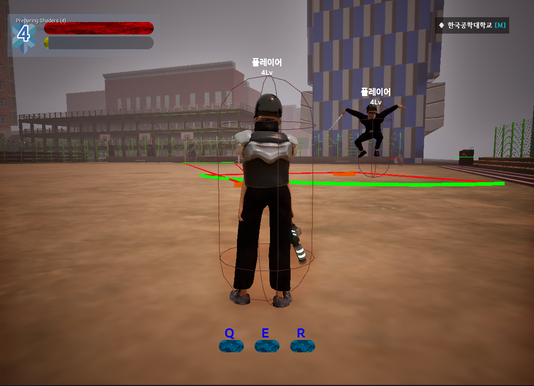 Preparing Shaders (4)
4
◆ 한국공학대학교 [M]
플레이어
4Lv
플레이어
4Lv
Q E R